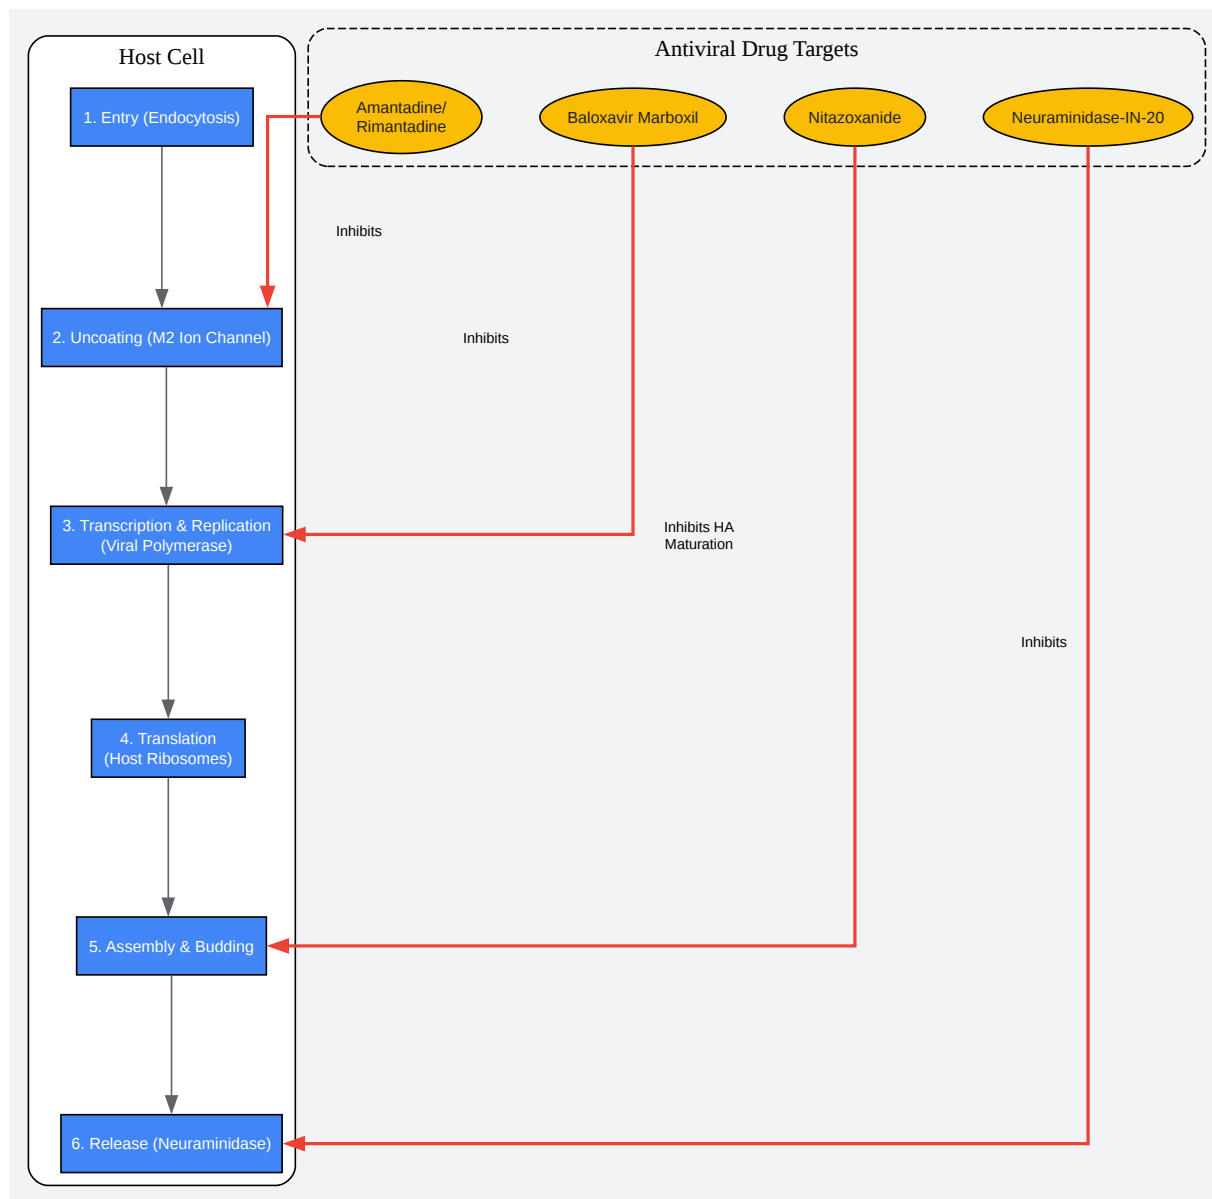 Host Cell
Antiviral Drug Targets
1. Entry (Endocytosis)
Amantadine/
Rimantadine
Baloxavir Marboxil
Nitazoxanide
Neuraminidase-IN-20
Inhibits
2. Uncoating (M2 Ion Channel)
Inhibits
3. Transcription & Replication
(Viral Polymerase)
Inhibits HA
Maturation
Inhibits
4. Translation
(Host Ribosomes)
5. Assembly & Budding
6. Release (Neuraminidase)